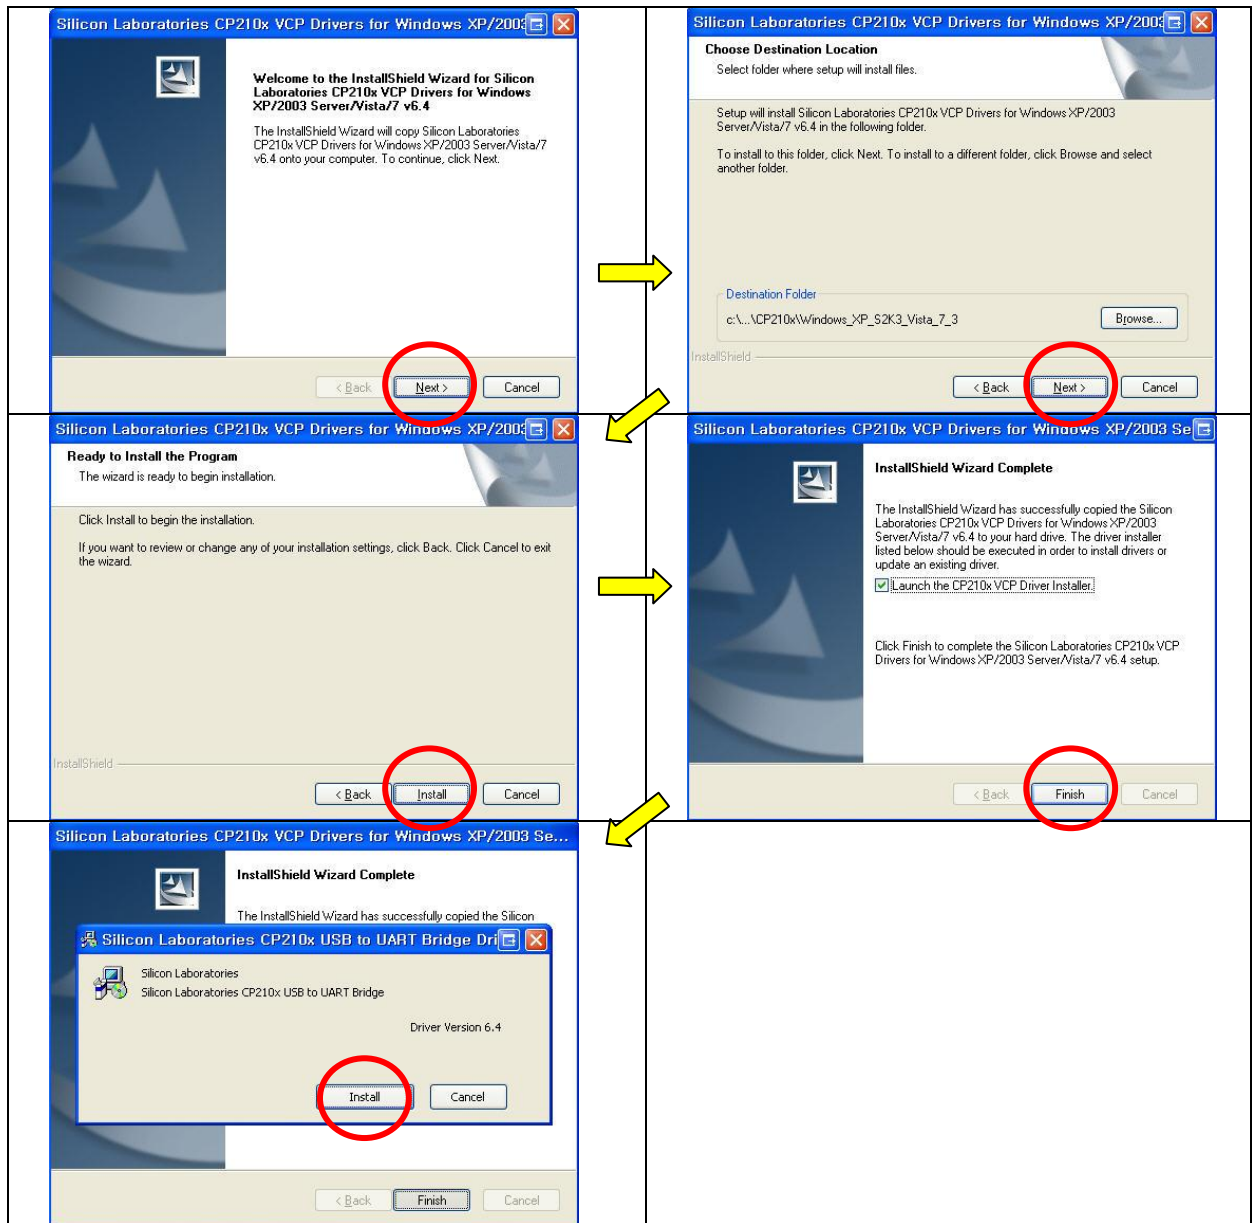 Silicon Laboratories CP210x VCP Drivers for Windows XP/2003
Welcome to the InstallShield Wizard for Silicon
Laboratories CP210x VCP Drivers for Windows
XP/2003 Server/Vista/7 v6.4
The InstallShield Wizard will copy Silicon Laboratories
CP210x VCP Drivers for Windows XP/2003 Server/Vista/7
v6.4 onto your computer. To continue, click Next.
< Back
Next >
Cancel
Silicon Laboratories CP210x VCP Drivers for Windows XP/2003
Choose Destination Location
Select folder where setup will install files.
Setup will install Silicon Laboratories CP210x VCP Drivers for Windows XP/2003
Server/Vista/7 v6.4 in the following folder.
To install to this folder, click Next. To install to a different folder, click Browse and select
another folder.
Destination Folder
c:\...\CP210x\Windows_XP_S2K3_Vista_7_3
Browse...
InstallShield
< Back
Next >
Cancel
Silicon Laboratories CP210x VCP Drivers for Windows XP/2003
Ready to Install the Program
The wizard is ready to begin installation.
Click Install to begin the installation.
If you want to review or change any of your installation settings, click Back. Click Cancel to exit
the wizard.
InstallShield
< Back
Install
Cancel
Silicon Laboratories CP210x VCP Drivers for Windows XP/2003 Se
InstallShield Wizard Complete
The InstallShield Wizard has successfully copied the Silicon
Laboratories CP210x VCP Drivers for Windows XP/2003
Server/Vista/7 v6.4 to your hard drive. The driver installer
listed below should be executed in order to install drivers or
update an existing driver.
Launch the CP210x VCP Driver Installer.
Click Finish to complete the Silicon Laboratories CP210x VCP
Drivers for Windows XP/2003 Server/Vista/7 v6.4 setup.
< Back
Finish
Cancel
Silicon Laboratories CP210x VCP Drivers for Windows XP/2003 Se...
InstallShield Wizard Complete
The InstallShield Wizard has successfully copied the Silicon
Silicon Laboratories CP210x USB to UART Bridge Dri
Silicon Laboratories
Silicon Laboratories CP210x USB to UART Bridge
Driver Version 6.4
Install
Cancel
< Back
Finish
Cancel